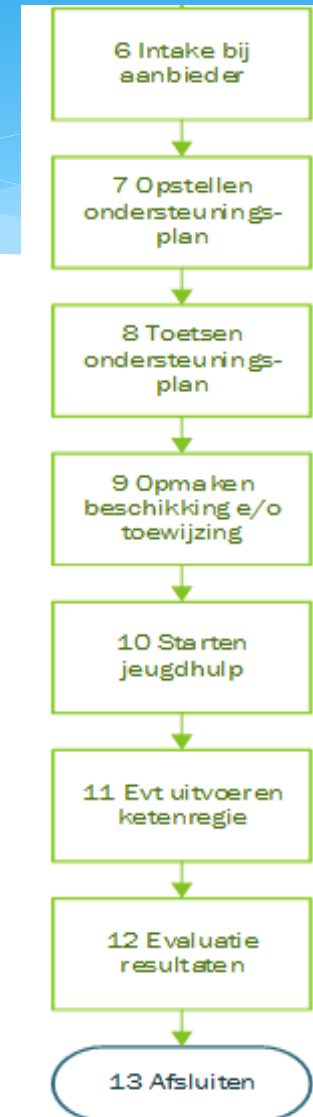 6 Intake bij
aanbieder
7 Opstellen
ondersteunings-
plan
8 Toetsen
ondersteunings-
plan
9 Opmaken
beschikking e/o
toewijzing
10 Starten
jeugdhulp
11 Evt uitvoeren
ketenregie
12 Evaluatie
resultaten
13 Afsluiten